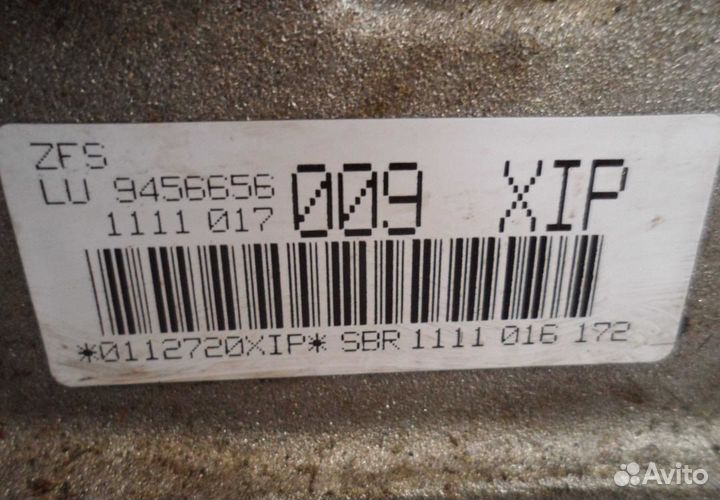 ZFS
LU 9456656
1111 017
009 XIP
*0112720XIP* SBR 1111 016 172
Avito